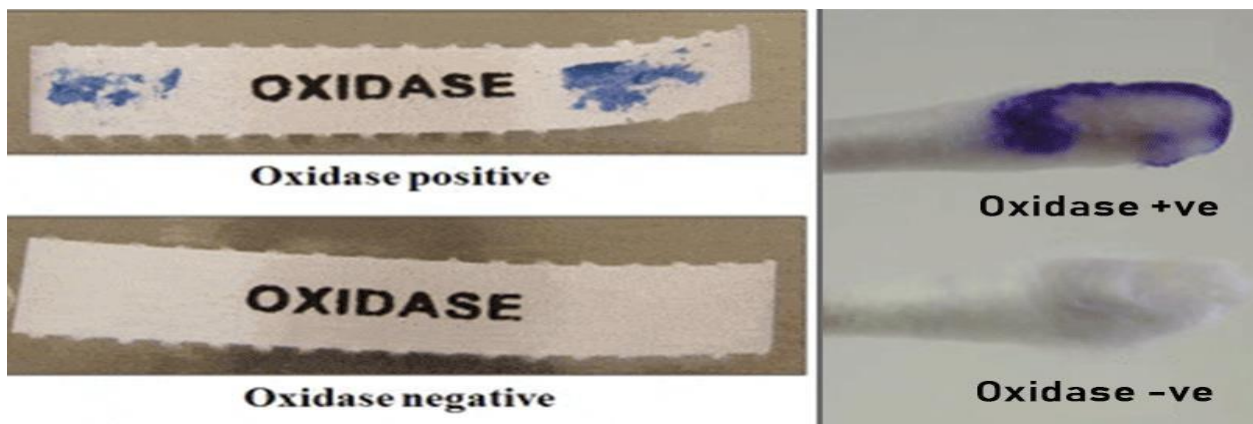 OXIDASE
Oxidase positive
OXIDASE
Oxidase negative
Oxidase +ve
Oxidase –ve